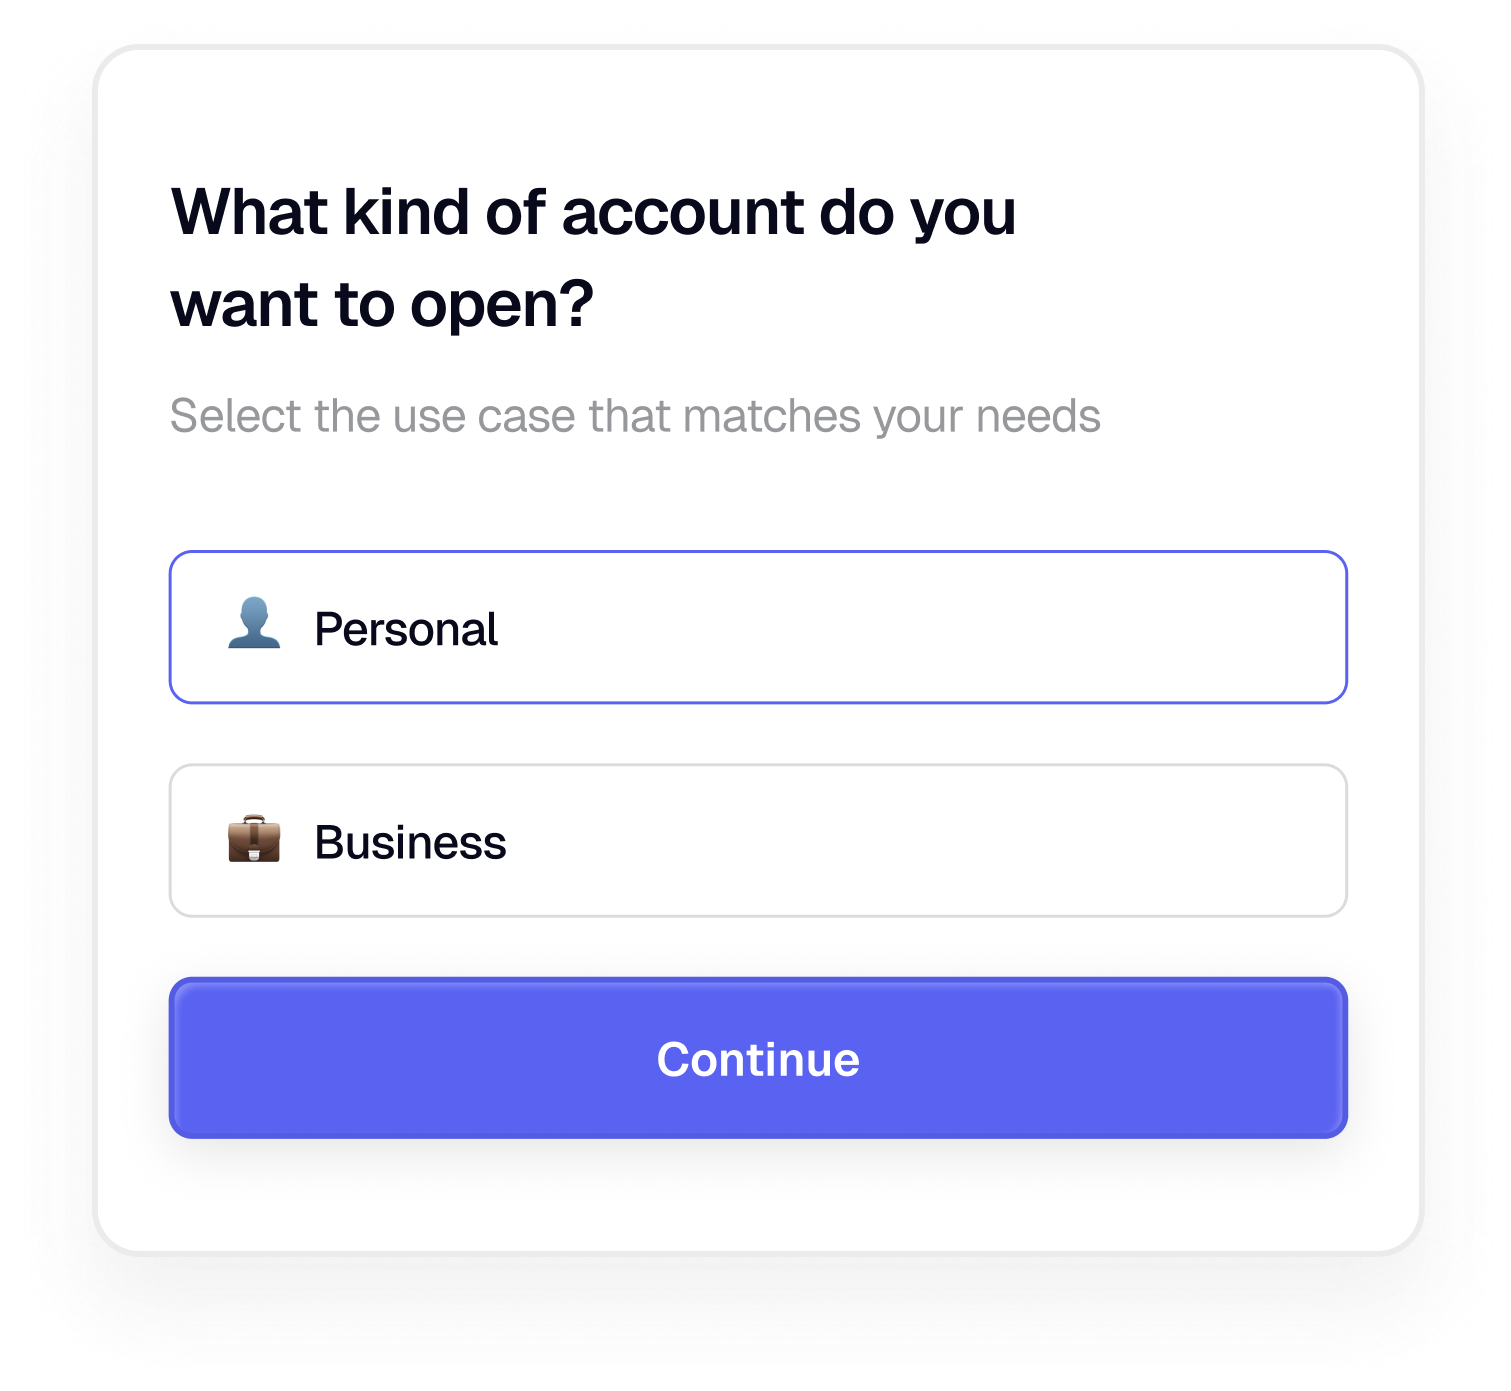 What kind of account do you
want to open?
Select the use case that matches your needs
Personal
Business
Continue